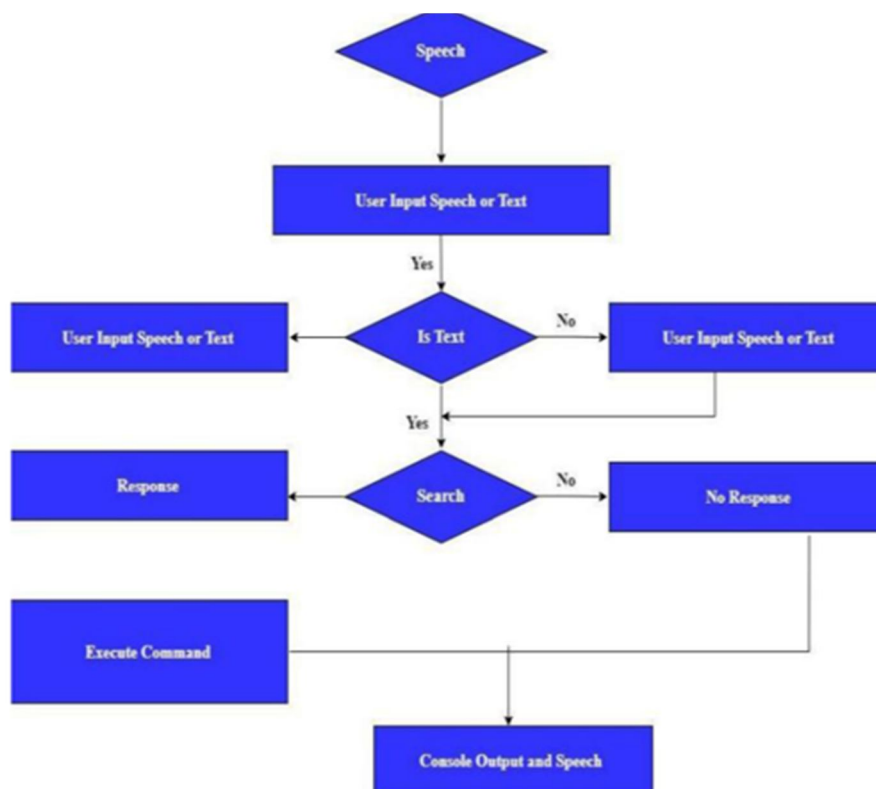 Speech
User Input Speech or Text
Yes
User Input Speech or Text
Is Text
No
User Input Speech or Text
Yes
Response
Search
No
No Response
Execute Command
Console Output and Speech